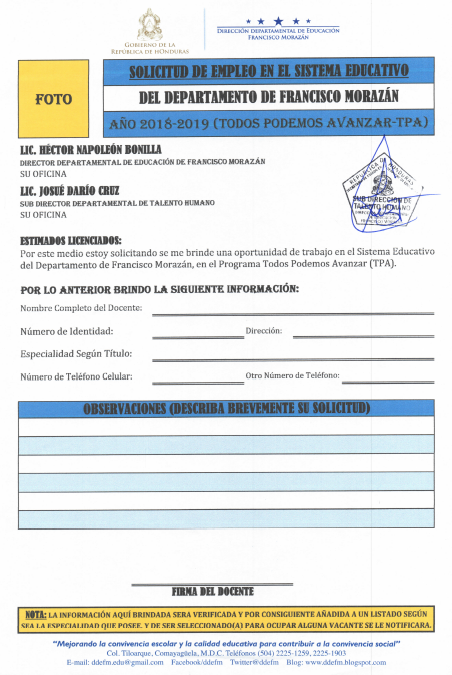 GOBIERNO DE LA
REPÚBLICA DE HONDURAS
DIRECCIÓN DEPARTAMENTAL DE EDUCACIÓN
FRANCISCO MORAZÁN
FOTO
SOLICITUD DE EMPLEO EN EL SISTEMA EDUCATIVO
DEL DEPARTAMENTO DE FRANCISCO MORAZÁN
AÑO 2018-2019 (TODOS PODEMOS AVANZAR-TPA)
LIC. HÉCTOR NAPOLEÓN BONILLA
DIRECTOR DEPARTAMENTAL DE EDUCACIÓN DE FRANCISCO MORAZÁN
SU OFICINA
LIC. JOSUÉ DARÍO CRUZ
SUB DIRECTOR DEPARTAMENTAL DE TALENTO HUMANO
SU OFICINA
SUB DIRECCIÓN DE
TALENTO HUMANO
ESTIMADOS LICENCIADOS:
Por este medio estoy solicitando se me brinde una oportunidad de trabajo en el Sistema Educativo
del Departamento de Francisco Morazán, en el Programa Todos Podemos Avanzar (TPA).
POR LO ANTERIOR BRINDO LA SIGUIENTE INFORMACIÓN:
Nombre Completo del Docente:
Número de Identidad: Dirección:
Especialidad Según Título:
Número de Teléfono Celular: Otro Número de Teléfono:
OBSERVACIONES (DESCRIBA BREVEMENTE SU SOLICITUD)
FIRMA DEL DOCENTE
NOTA: LA INFORMACIÓN AQUÍ BRINDADA SERA VERIFICADA Y POR CONSIGUIENTE AÑADIDA A UN LISTADO SEGÚN
SEA LA ESPECIALIDAD QUE POSEE, Y DE SER SELECCIONADO(A) PARA OCUPAR ALGUNA VACANTE SE LE NOTIFICARA.
"Mejorando la convivencia escolar y la calidad educativa para contribuir a la convivencia social"
Col. Tiloarque, Comayagüela, M.D.C. Teléfonos (504) 2225-1259, 2225-1903
E-mail: ddefm.edu@gmail.com Facebook/ddefm Twitter@ddefm Blog: www.ddefm.blogspot.com